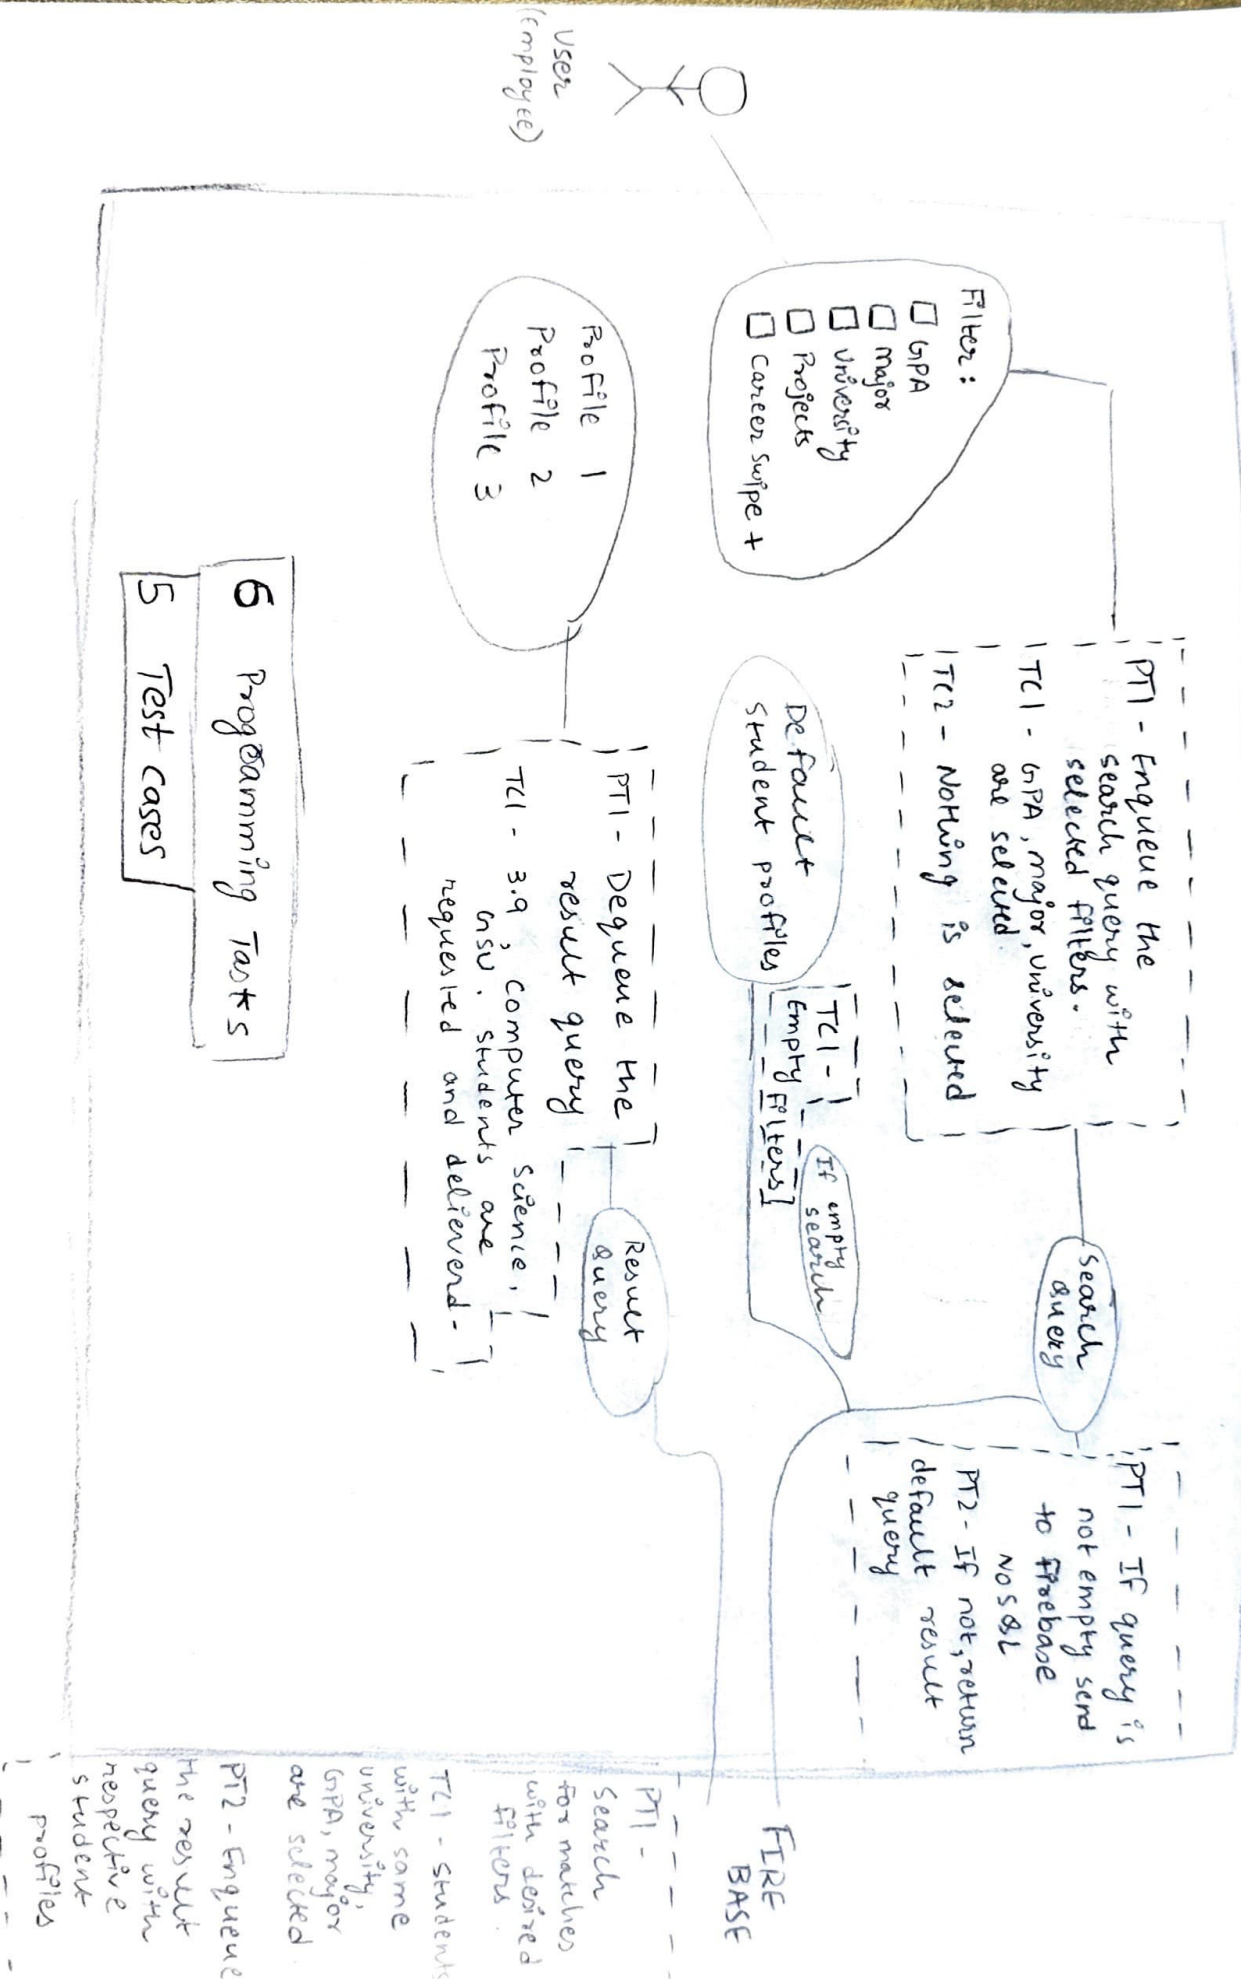 User
(Employee)
Filter:
GPA
Major
University
Projects
Career Swipe +
PT1 - Enqueue the
search query with
selected filters.
TC1 - GPA, major, University
are selected.
TC2 - Nothing is selected
Search
Query
PT1 - If query is
not empty send
to firebase
NOSQL
PT2 - If not, return
default result
query
Default
student profiles
TC1 -
Empty filters
If empty
search
FIRE
BASE
Profile 1
Profile 2
Profile 3
PT1 - Dequeue the
result query
TC1 - 3.9, Computer Science,
GSU. Students are
requested and delieverd.
Result
Query
PT1 -
Search
for matches
with desired
filters.
TC1 - Students
with same
university,
GPA, major
are selected.
PT2 - Enqueue
the result
query with
respective
student
profiles
6 Programming Tasks
5 Test cases